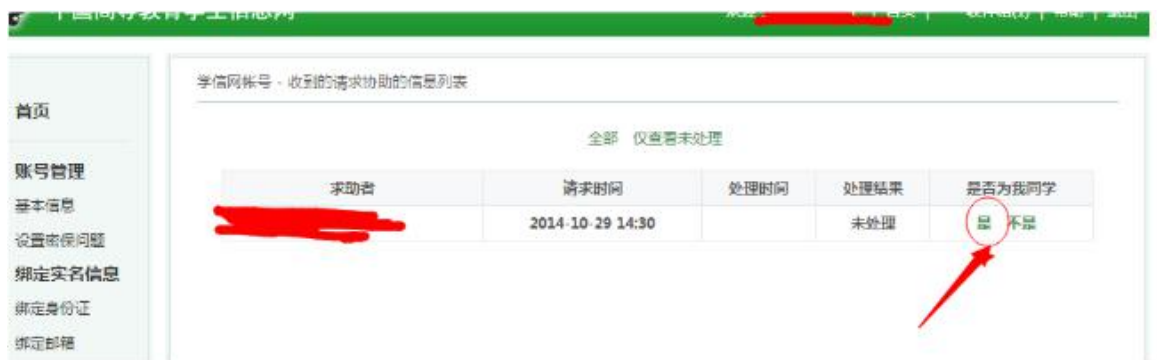 学信网帐号 - 收到的请求协助的信息列表
首页
全部 仅查看未处理
账号管理
求助者 请求时间 处理时间 处理结果 是否为我同学
基本信息
2014-10-29 14:30 未处理 是 不是
设置密保问题
绑定实名信息
绑定身份证
绑定邮箱